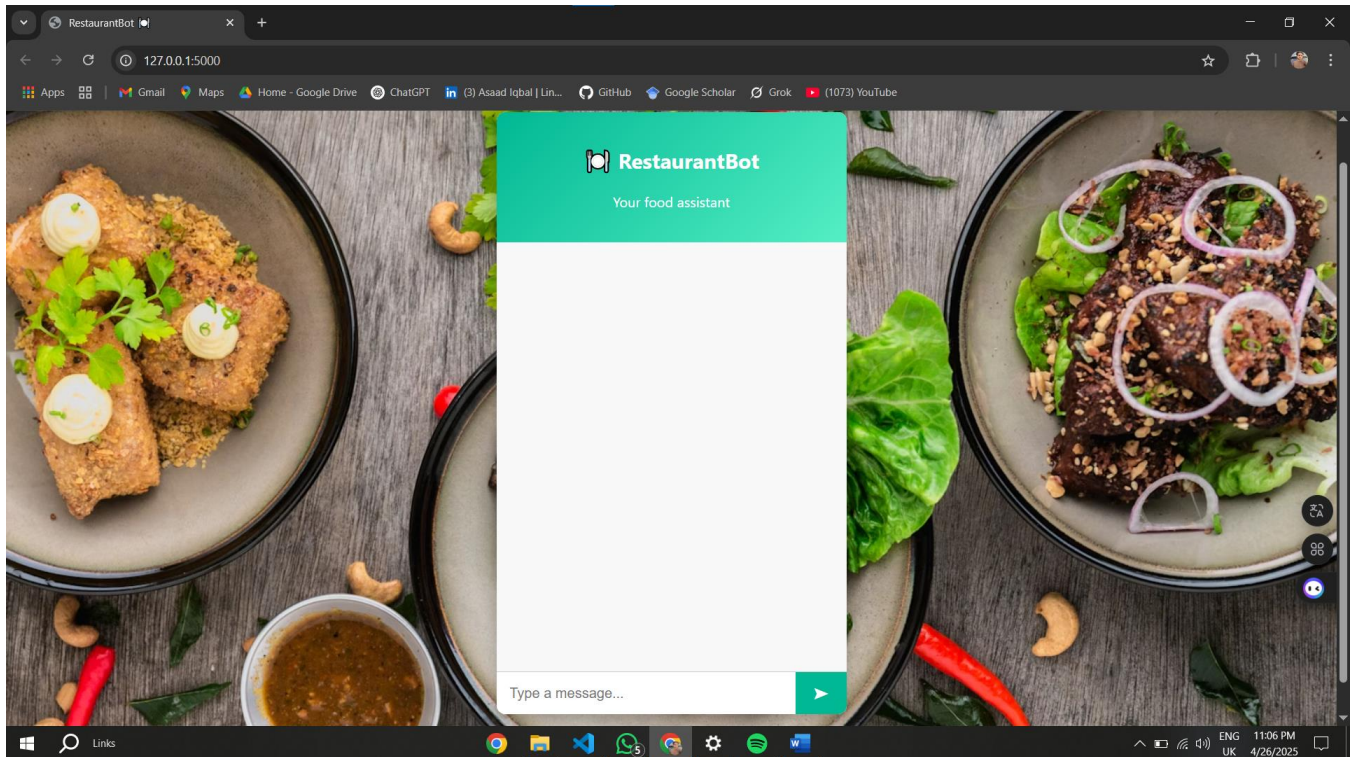 RestaurantBot 🍽
127.0.0.1:5000
Apps Gmail Maps Home - Google Drive ChatGPT (3) Asaad Iqbal | Lin... GitHub Google Scholar Grok (1073) YouTube
🍽 RestaurantBot
Your food assistant
Type a message...
Links
5
ENG 11:06 PM
UK 4/26/2025